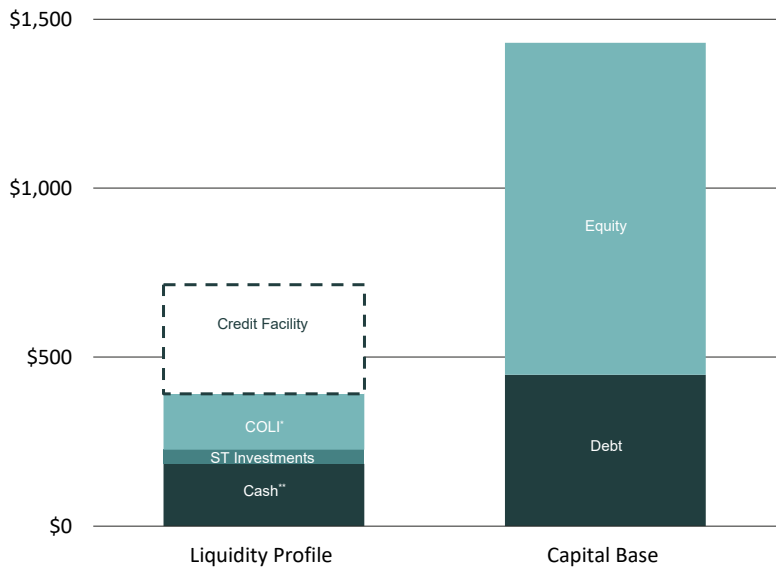 $1,500
$1,000
$500
$0
Credit Facility
COLI*
ST Investments
Cash**
Equity
Debt
Liquidity Profile
Capital Base